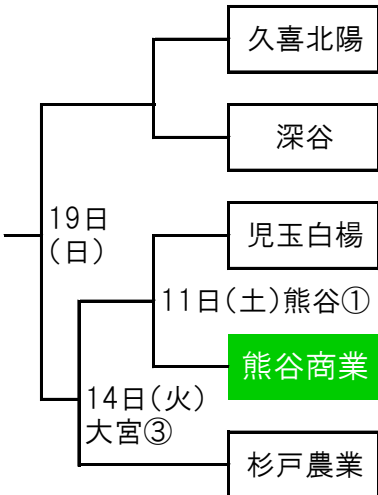 久喜北陽
深谷
19日
(日)
児玉白楊
11日(土)熊谷①
熊谷商業
14日(火)
大宮③
杉戸農業